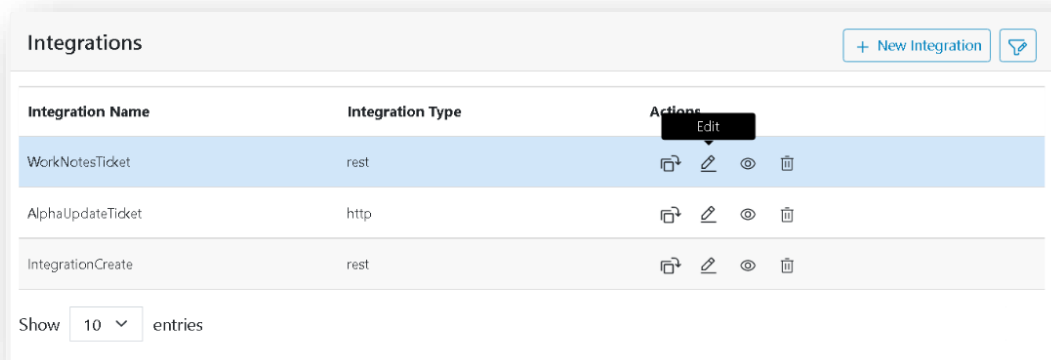 Integrations
+ New Integration
Integration Name Integration Type Actions
Edit
WorkNotesTicket rest
AlphaUpdateTicket http
IntegrationCreate rest
Show 10 entries